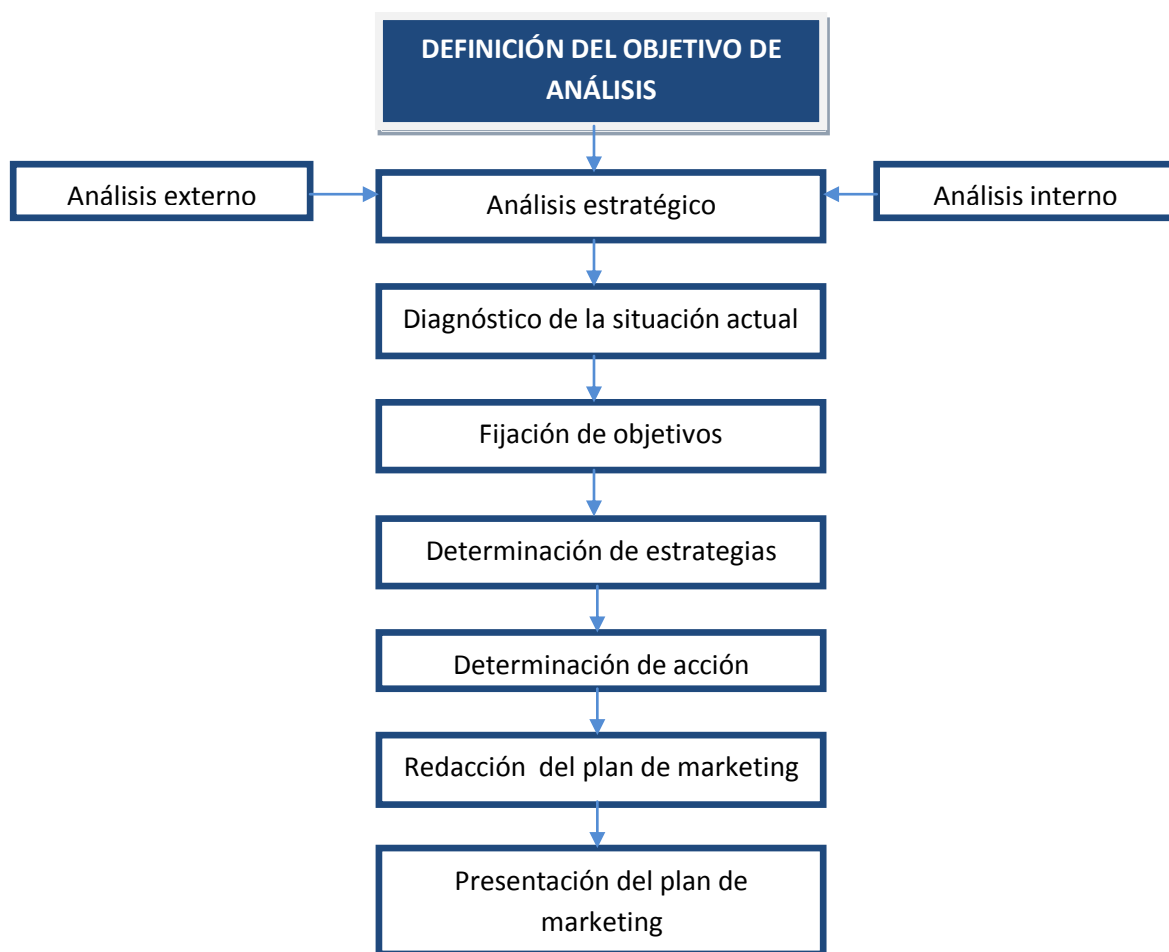 DEFINICIÓN DEL OBJETIVO DE
ANÁLISIS
Análisis externo
Análisis estratégico
Análisis interno
Diagnóstico de la situación actual
Fijación de objetivos
Determinación de estrategias
Determinación de acción
Redacción  del plan de marketing
Presentación del plan de
marketing